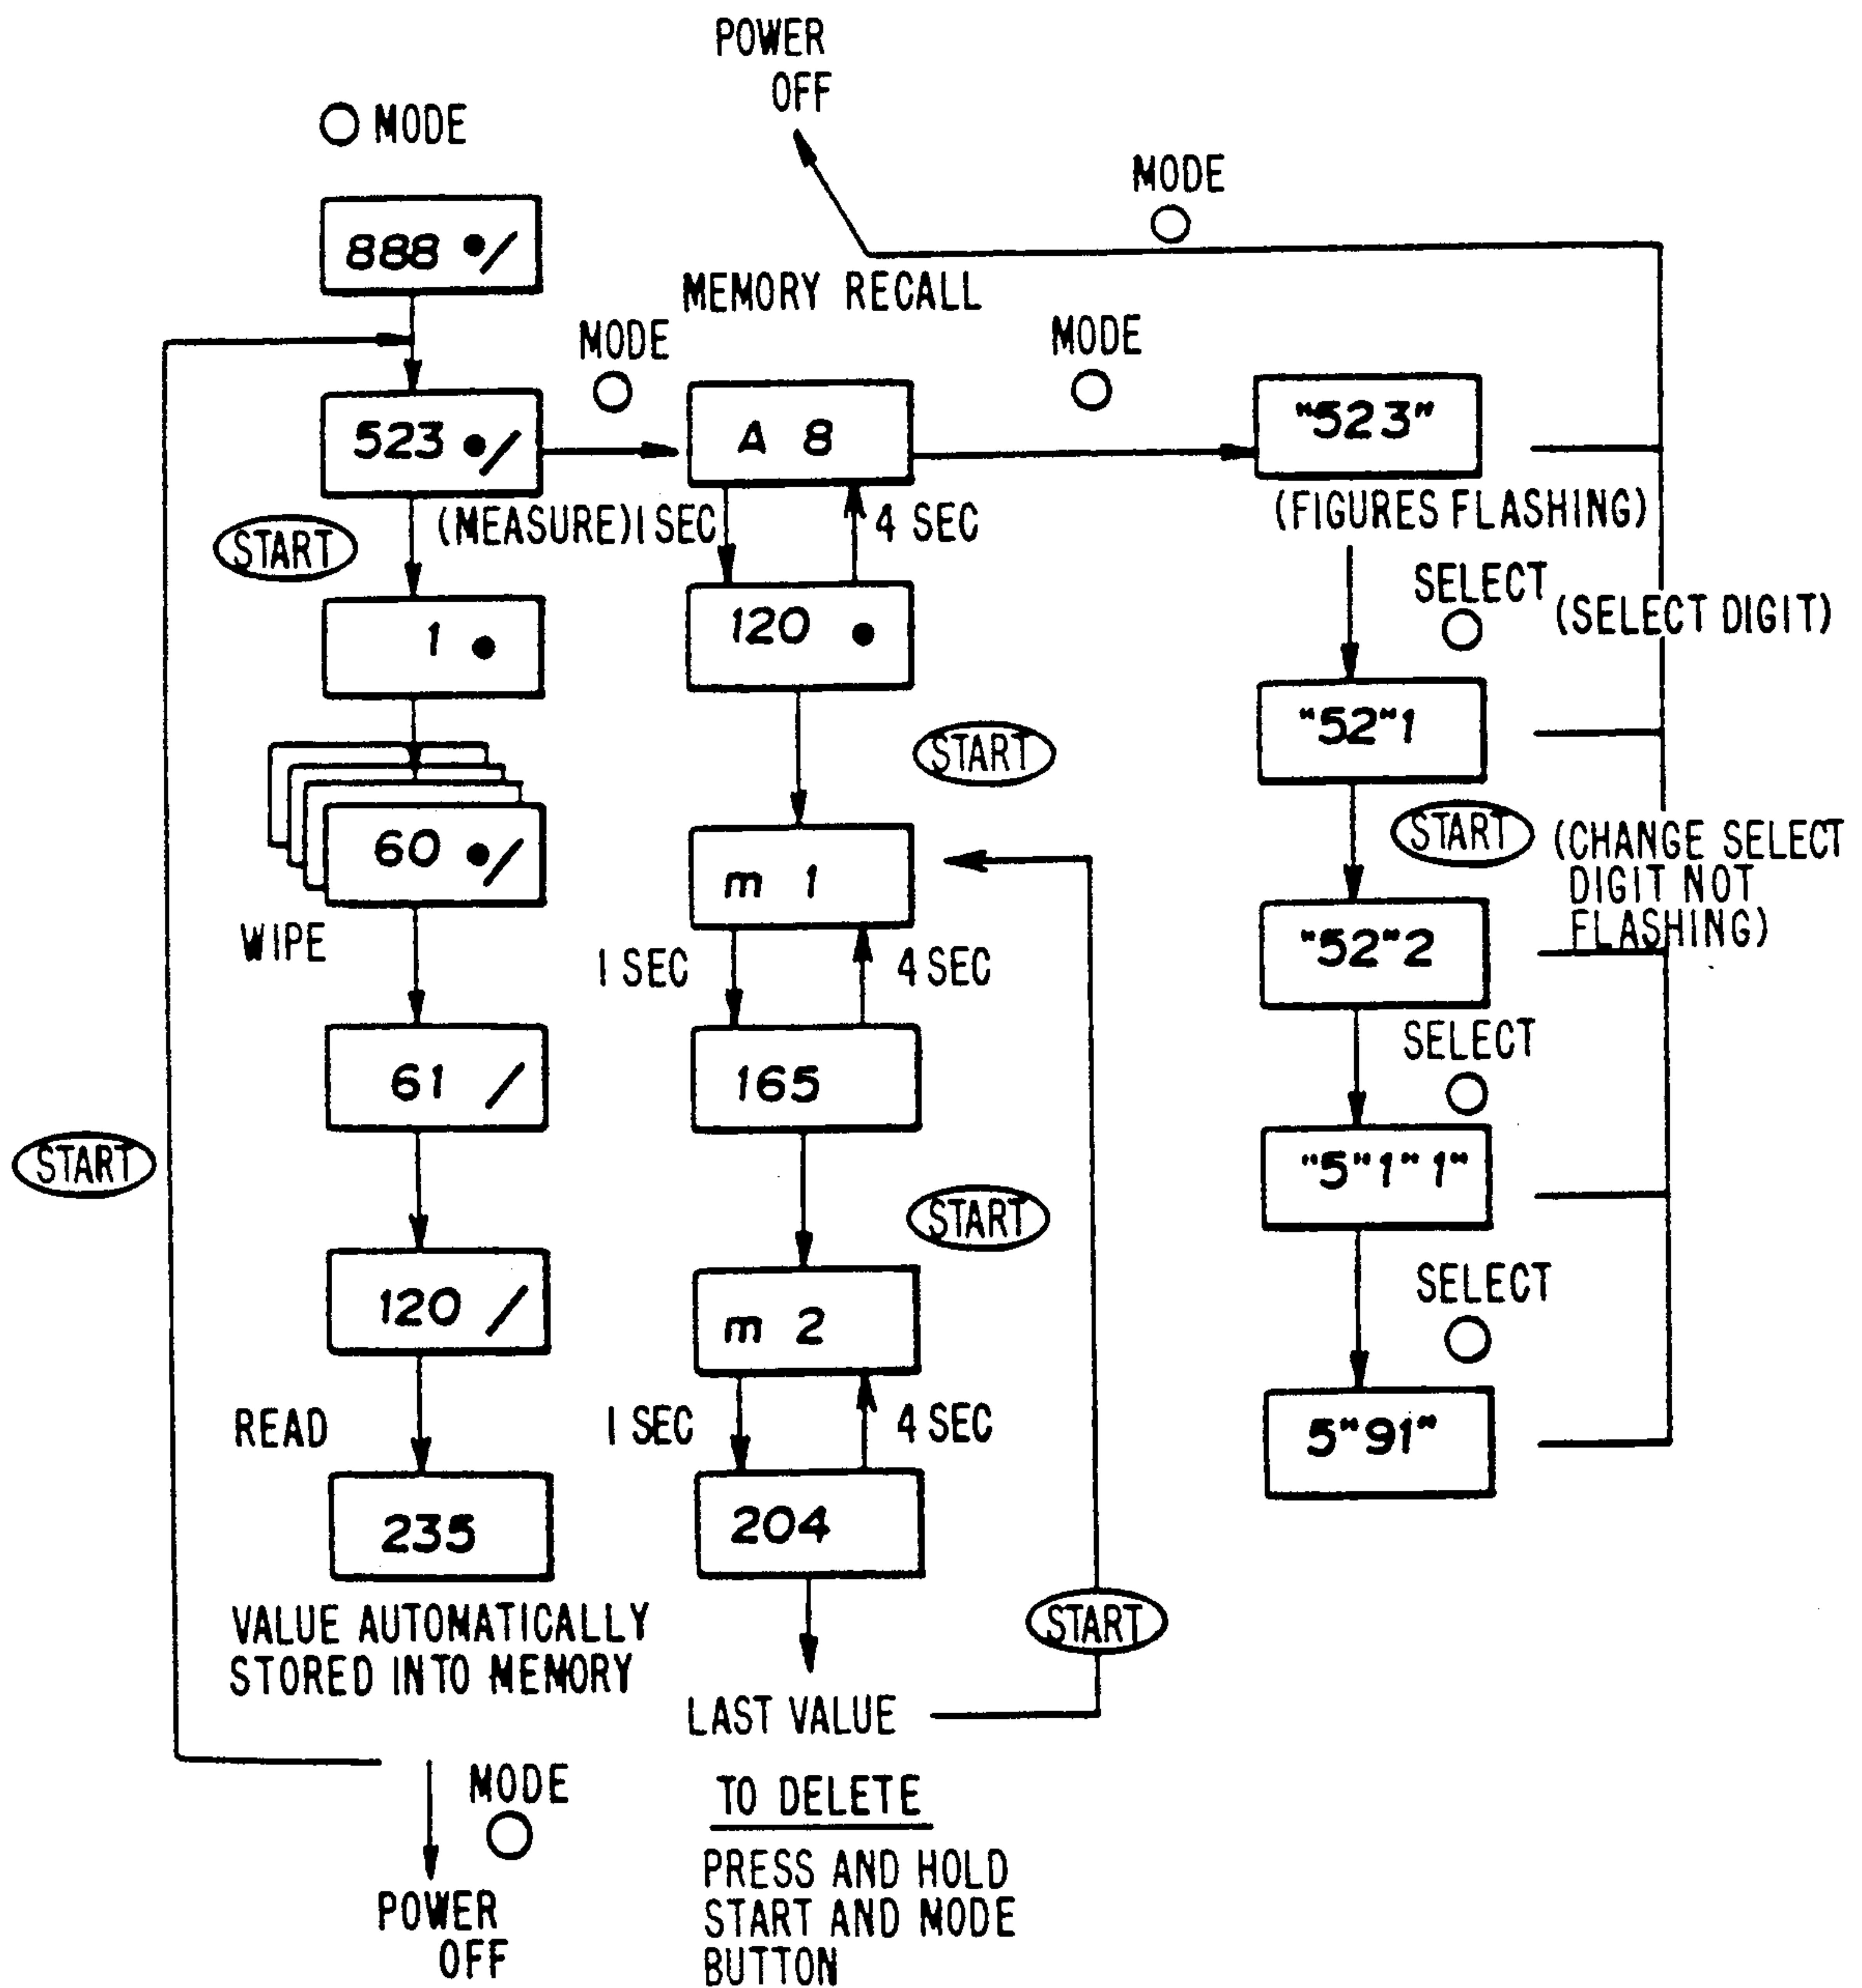 POWER
OFF
MODE
MODE
888 ●/
MEMORY RECALL
MODE
MODE
523 ●/
A 8
"523"
START
(MEASURE) 1 SEC
4 SEC
(FIGURES FLASHING)
SELECT
(SELECT DIGIT)
1 ●
120 ●
"52"1
START
60 ●/
m 1
START
(CHANGE SELECT
DIGIT NOT
FLASHING)
WIPE
1 SEC
4 SEC
"52"2
SELECT
61 /
165
"5"1"1"
START
START
SELECT
120 /
m 2
READ
1 SEC
4 SEC
5"91"
235
204
VALUE AUTOMATICALLY
STORED INTO MEMORY
START
LAST VALUE
MODE
TO DELETE
POWER
OFF
PRESS AND HOLD
START AND MODE
BUTTON